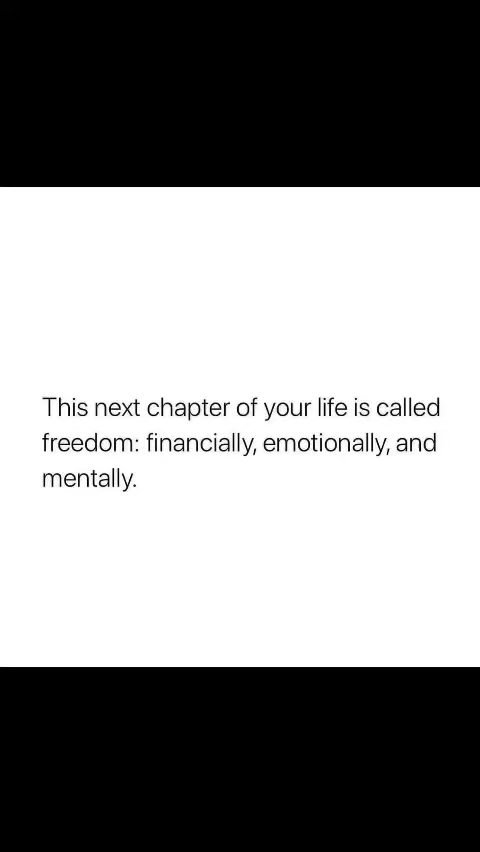 This next chapter of your life is called
freedom: financially, emotionally, and
mentally.